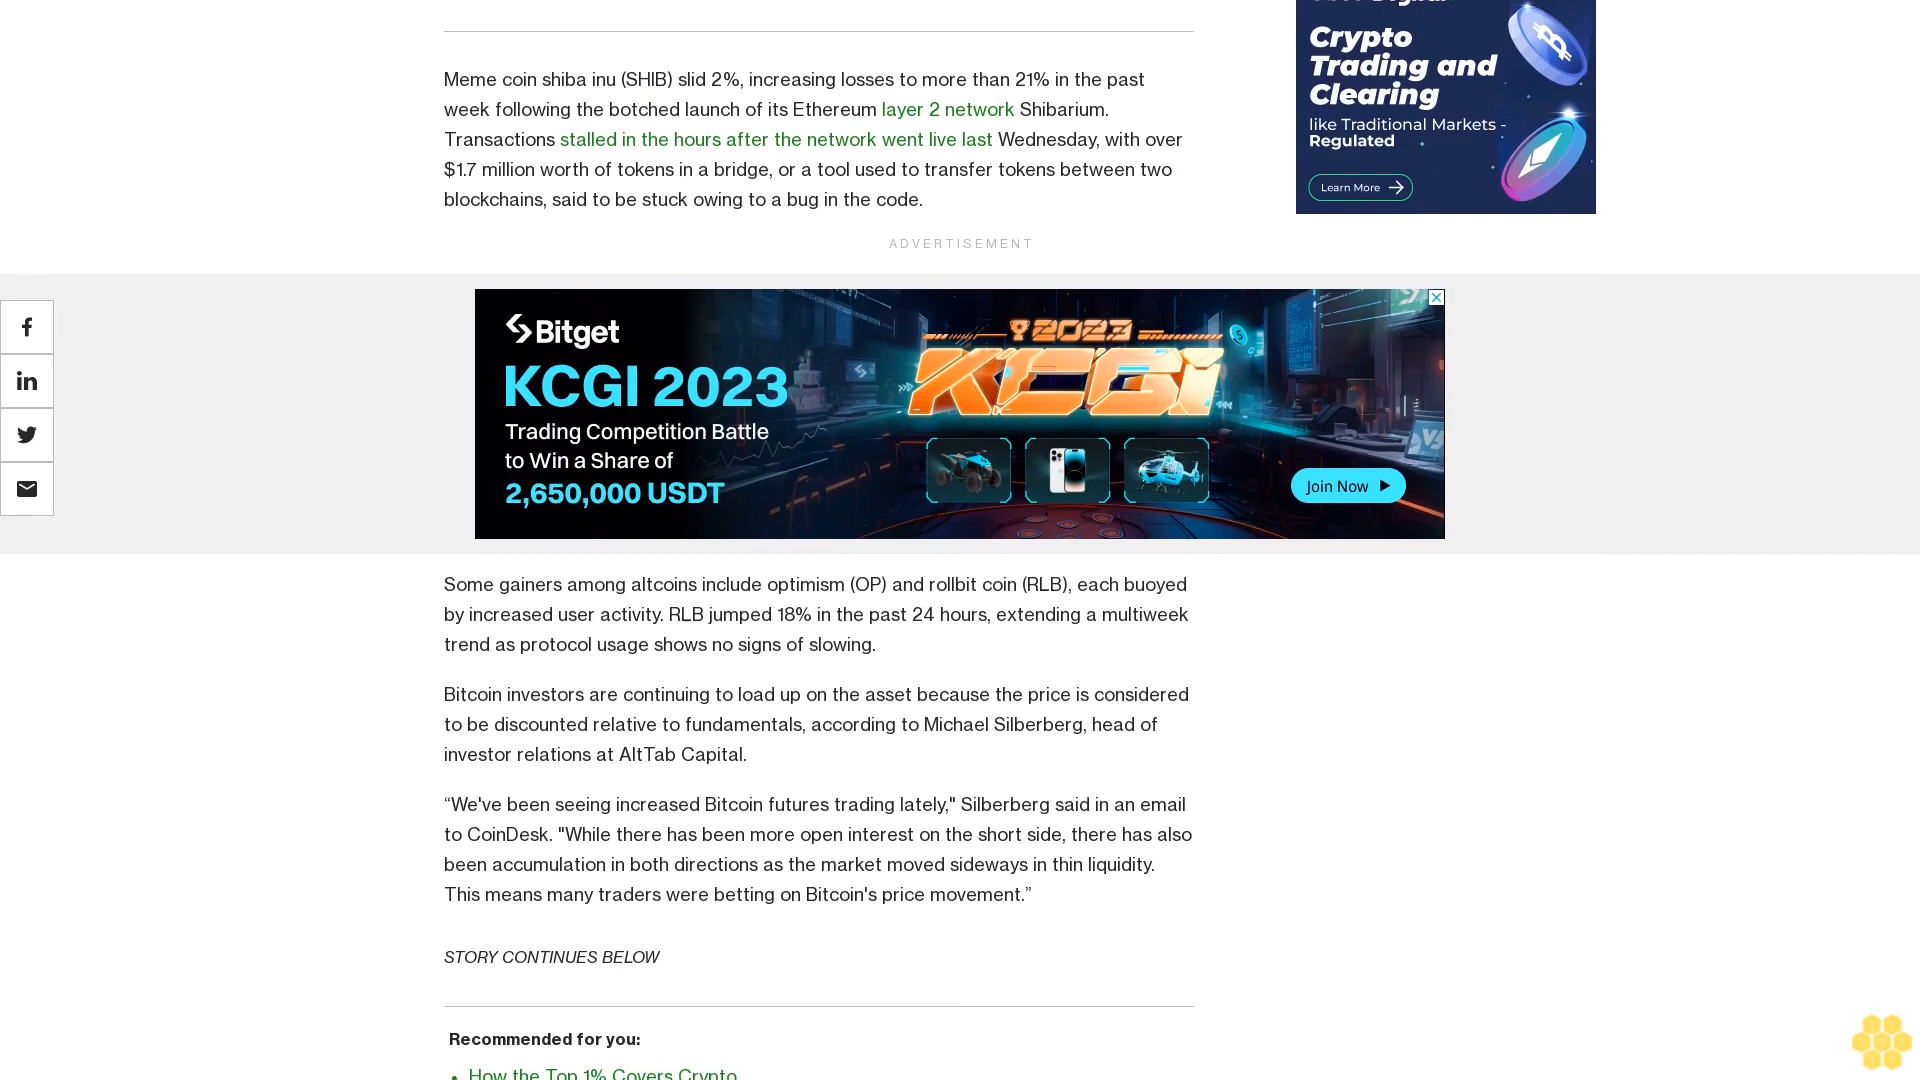 Crypto
Trading and
Clearing
like Traditional Markets -
Regulated
Learn More
Meme coin shiba inu (SHIB) slid 2%, increasing losses to more than 21% in the past
week following the botched launch of its Ethereum layer 2 network Shibarium.
Transactions stalled in the hours after the network went live last Wednesday, with over
$1.7 million worth of tokens in a bridge, or a tool used to transfer tokens between two
blockchains, said to be stuck owing to a bug in the code.
ADVERTISEMENT
Bitget
KCGI 2023
Trading Competition Battle
to Win a Share of
2,650,000 USDT
2023
KCGI
Join Now
Some gainers among altcoins include optimism (OP) and rollbit coin (RLB), each buoyed
by increased user activity. RLB jumped 18% in the past 24 hours, extending a multiweek
trend as protocol usage shows no signs of slowing.
Bitcoin investors are continuing to load up on the asset because the price is considered
to be discounted relative to fundamentals, according to Michael Silberberg, head of
investor relations at AltTab Capital.
“We've been seeing increased Bitcoin futures trading lately," Silberberg said in an email
to CoinDesk. "While there has been more open interest on the short side, there has also
been accumulation in both directions as the market moved sideways in thin liquidity.
This means many traders were betting on Bitcoin's price movement.”
STORY CONTINUES BELOW
Recommended for you:
• How the Top 1% Covers Crypto